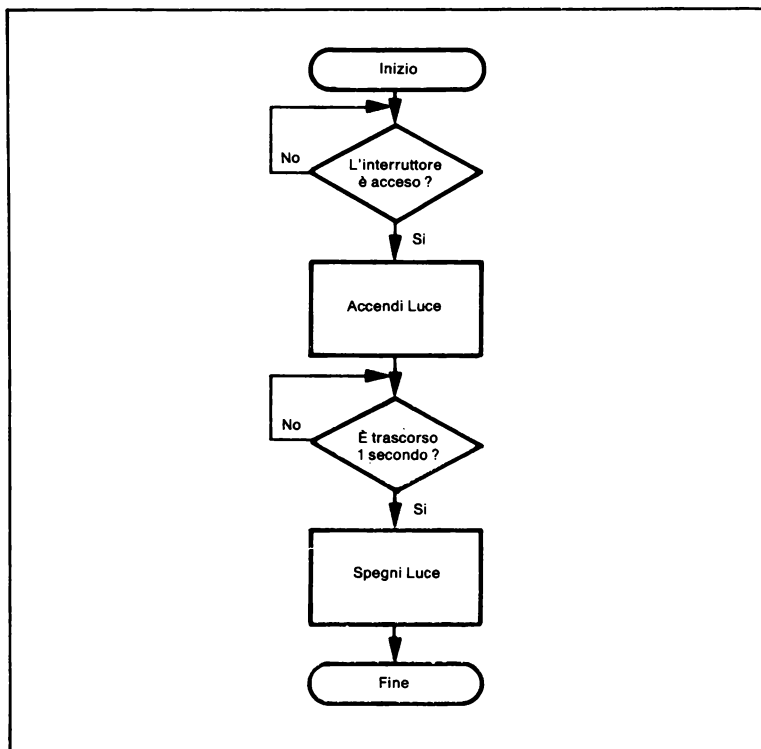 Inizio
No
L'interruttore
è acceso ?
Si
Accendi Luce
No
È trascorso
1 secondo ?
Si
Spegni Luce
Fine